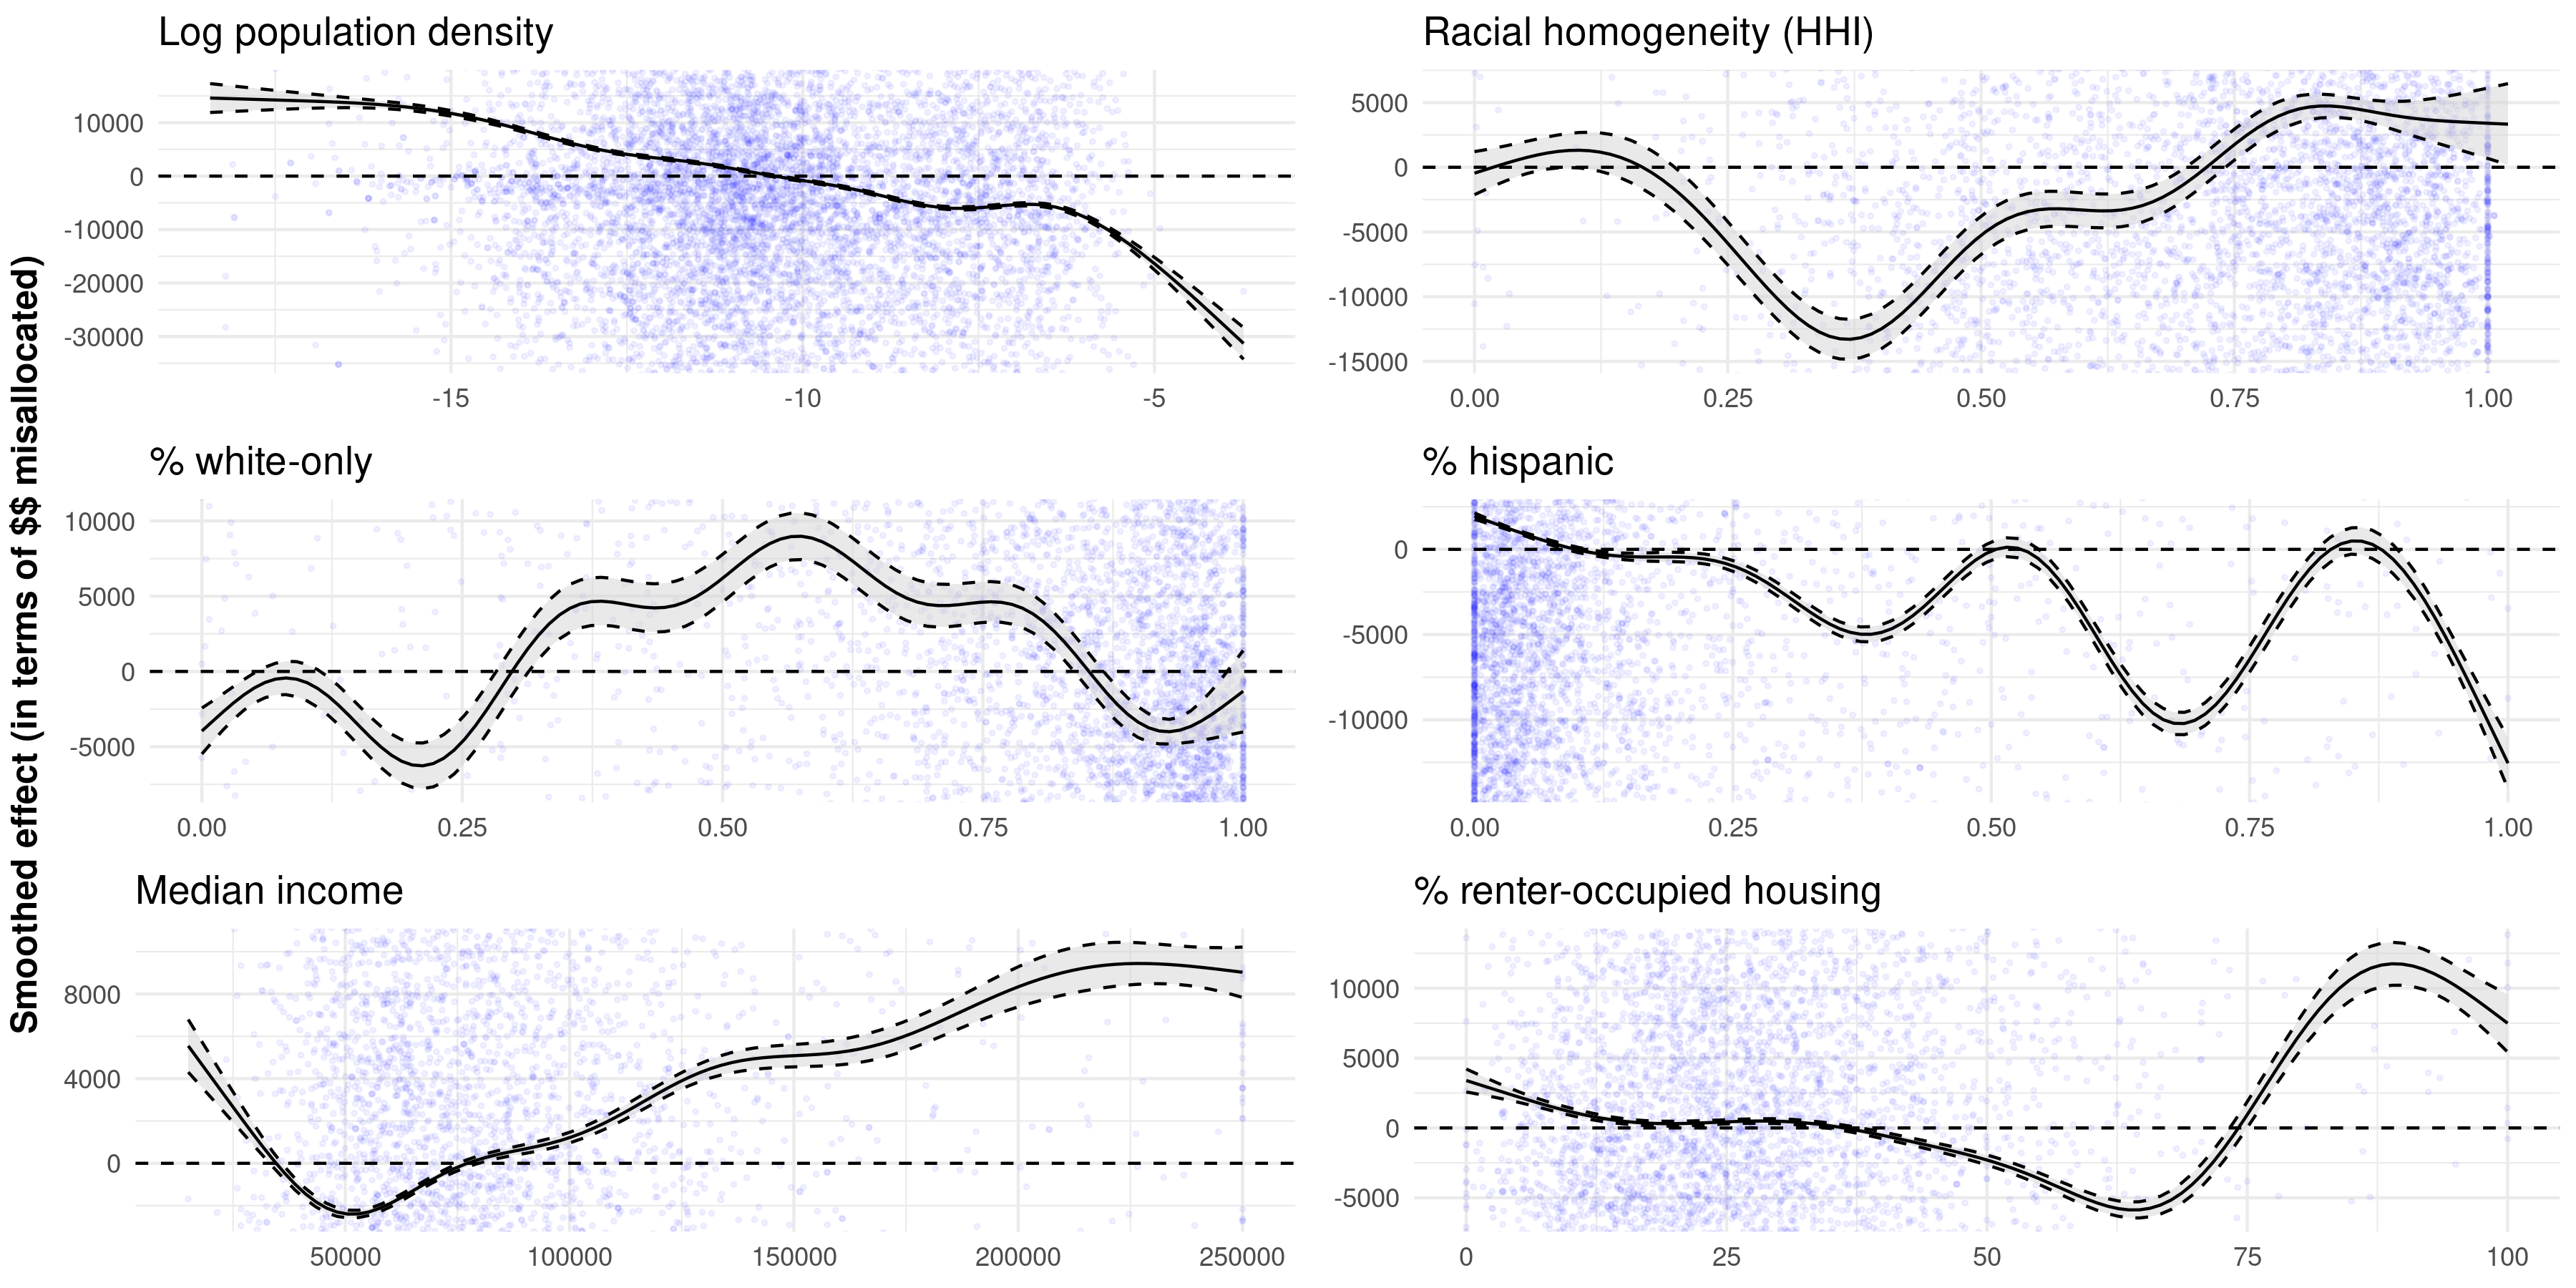 Smoothed effect (in terms of $$ misallocated)
Log population density
10000
0
-10000
-20000
-30000
-15 -10 -5
Racial homogeneity (HHI)
5000
0
-5000
-10000
-15000
0.00 0.25 0.50 0.75 1.00
% white-only
10000
5000
0
-5000
0.00 0.25 0.50 0.75 1.00
% hispanic
0
-5000
-10000
0.00 0.25 0.50 0.75 1.00
Median income
8000
4000
0
50000 100000 150000 200000 250000
% renter-occupied housing
10000
5000
0
-5000
0 25 50 75 100